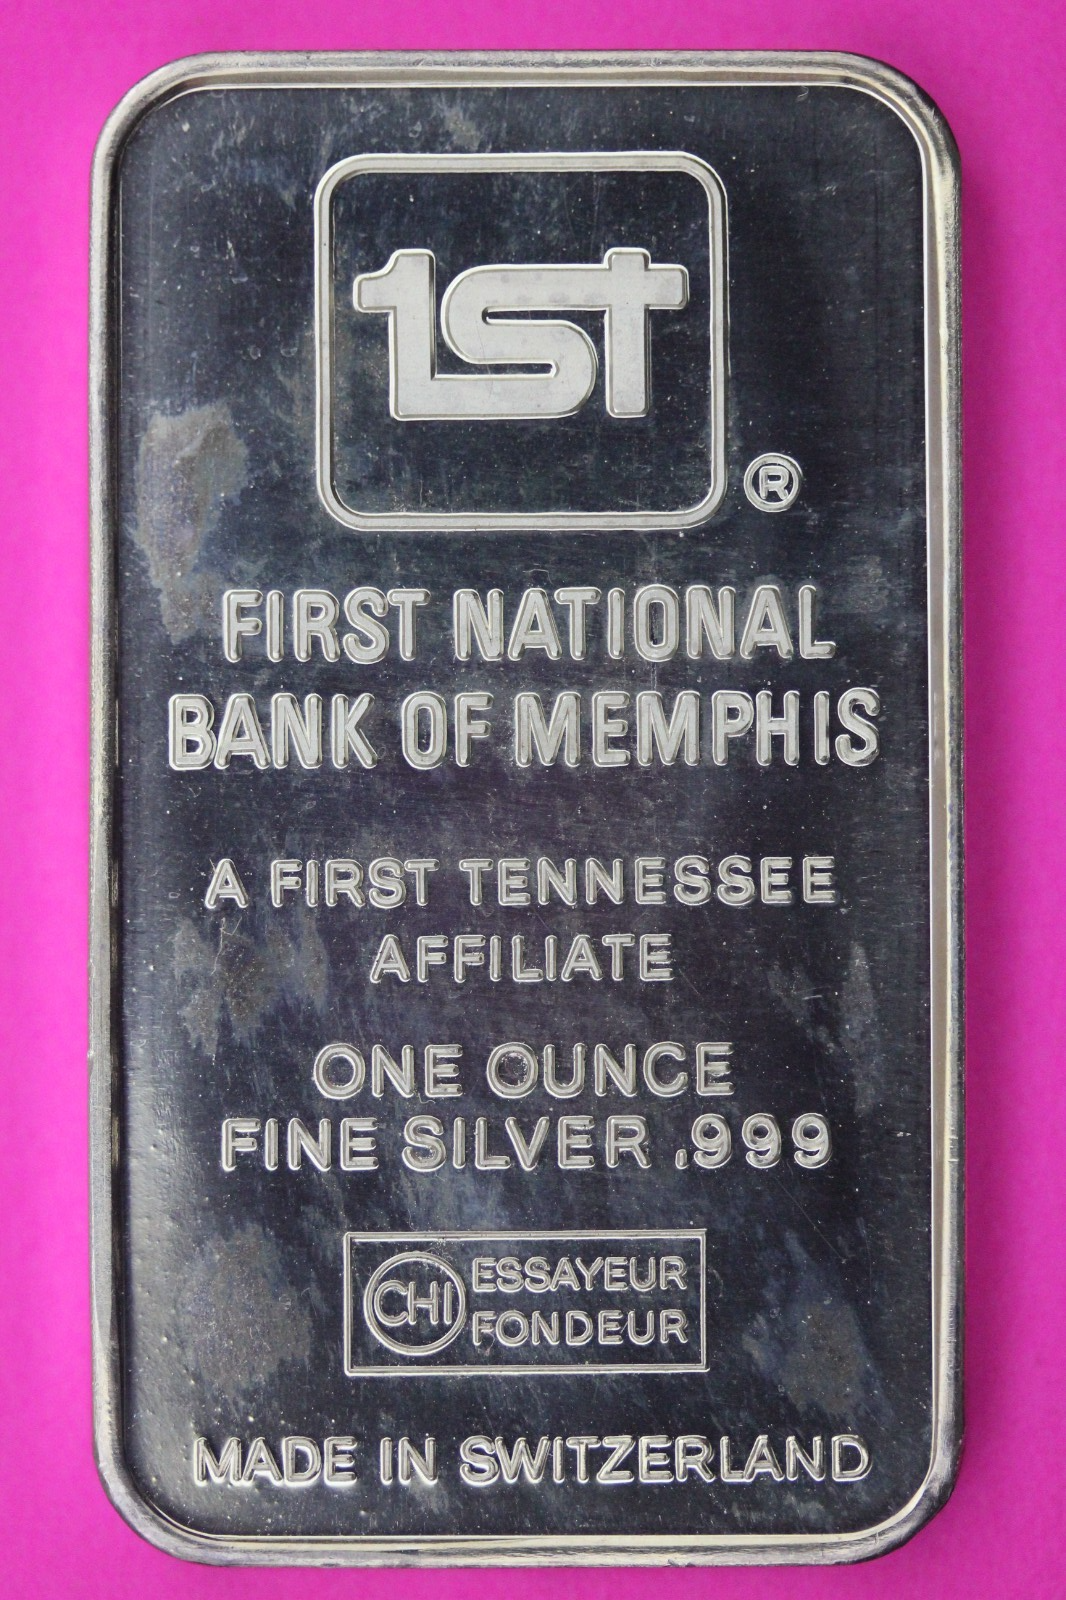 1st
®
FIRST NATIONAL
BANK OF MEMPHIS
A FIRST TENNESSEE
AFFILIATE
ONE OUNCE
FINE SILVER .999
CHI ESSAYEUR
FONDEUR
MADE IN SWITZERLAND